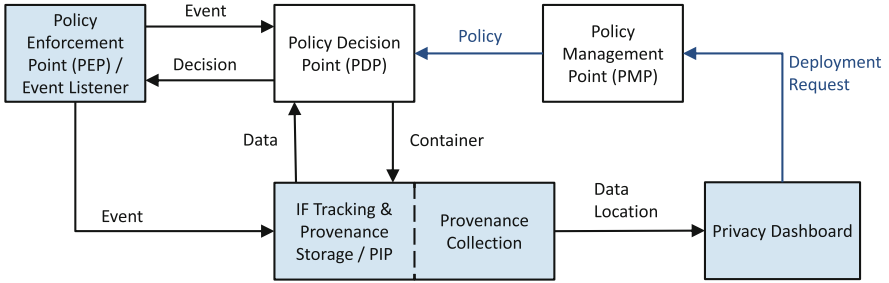 Policy
Enforcement
Point (PEP) /
Event Listener
Event
Decision
Policy Decision
Point (PDP)
Policy
Policy
Management
Point (PMP)
Deployment
Request
Data
Container
Event
IF Tracking &
Provenance
Storage / PIP
Provenance
Collection
Data
Location
Privacy Dashboard